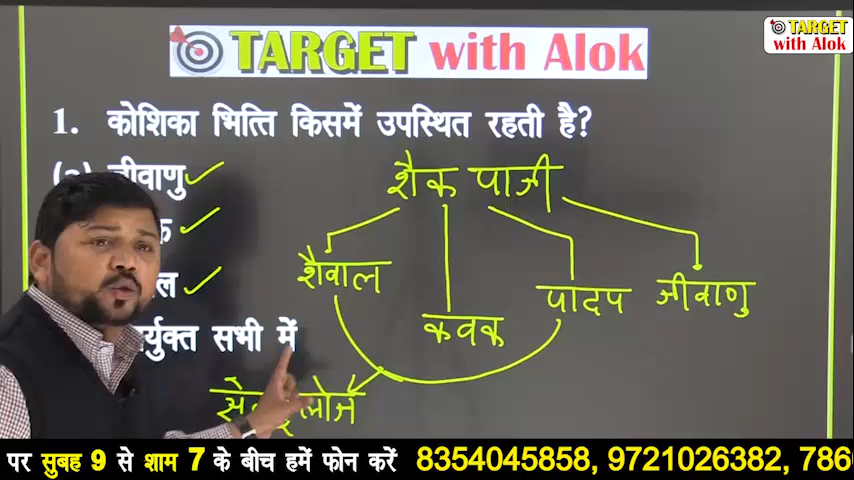 TARGET with Alok
TARGET
with Alok
1. कोशिका भित्ति किसमें उपस्थित रहती है?
जीवाणु
शैक पाजी
शैवाल
कवक
पादप
जीवाणु
सभी में
पर सुबह 9 से शाम 7 के बीच हमें फोन करें 8354045858, 9721026382, 786